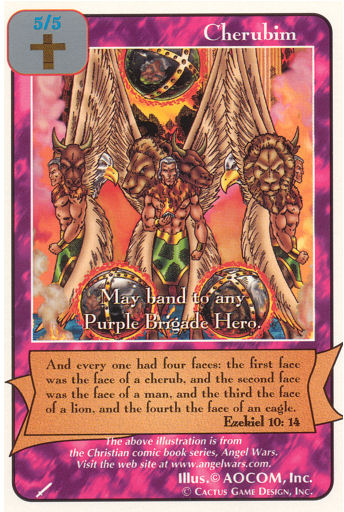 Cherubim
5/5
May band to any
Purple Brigade Hero.
And every one had four faces: the first face
was the face of a cherub, and the second face
was the face of a man, and the third the face
of a lion, and the fourth the face of an eagle.
Ezekiel 10: 14
The above illustration is from
the Christian comic book series, Angel Wars.
Visit the web site at www.angelwars.com.
Illus.© AOCOM, Inc.
© Cactus Game Design, Inc.